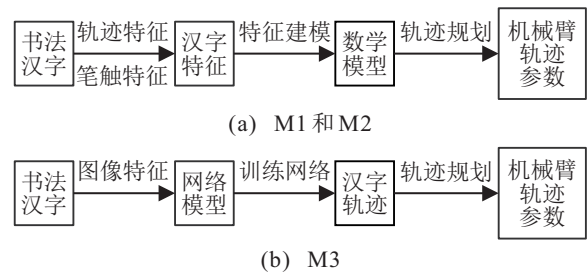 书法汉字 轨迹特征 笔触特征 汉字特征 特征建模 数学模型 轨迹规划 机械臂轨迹参数
(a) M1和M2
书法汉字 图像特征 网络模型 训练网络 汉字轨迹 轨迹规划 机械臂轨迹参数
(b) M3